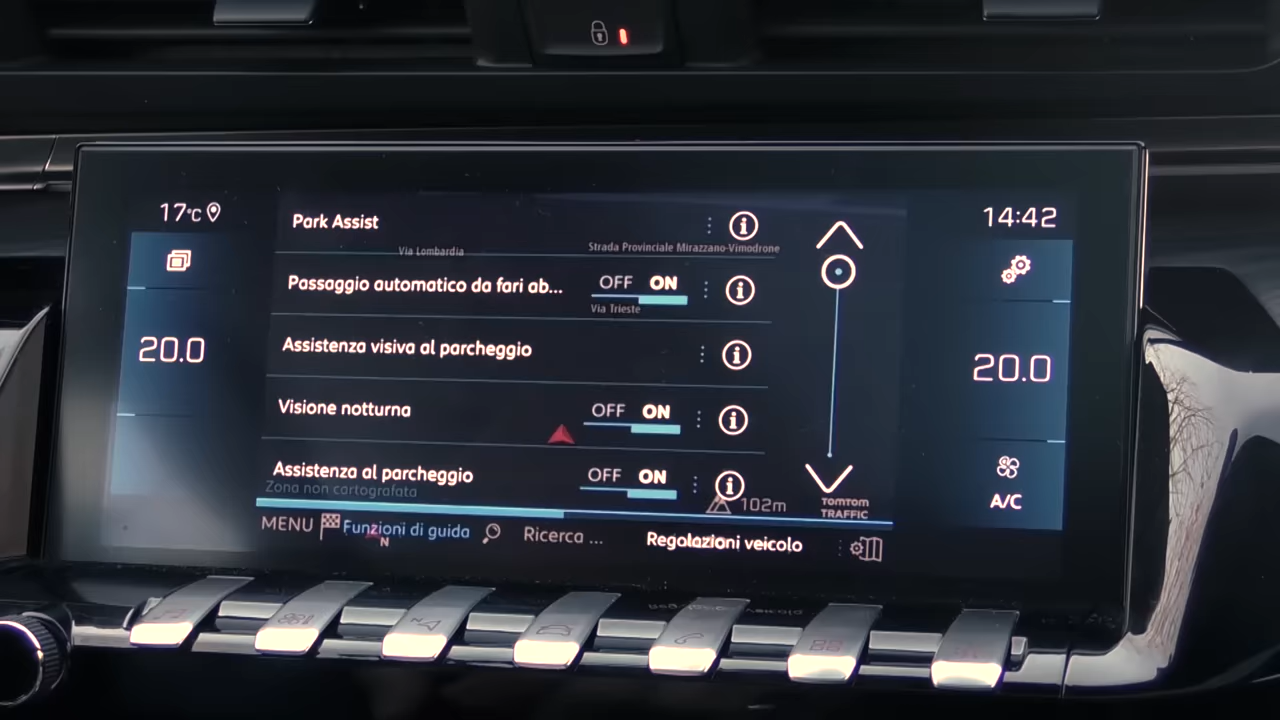 17°C
14:42
Park Assist
Via Lombardia
Strada Provinciale Mirazzano-Vimodrone
Passaggio automatico da fari ab...
OFF ON
Via Trieste
20.0
Assistenza visiva al parcheggio
20.0
Visione notturna
OFF ON
Assistenza al parcheggio
OFF ON
Zona non cartografata
102m
TOMTOM
TRAFFIC
A/C
MENU
Funzioni di guida
N
Ricerca ...
Regolazioni veicolo